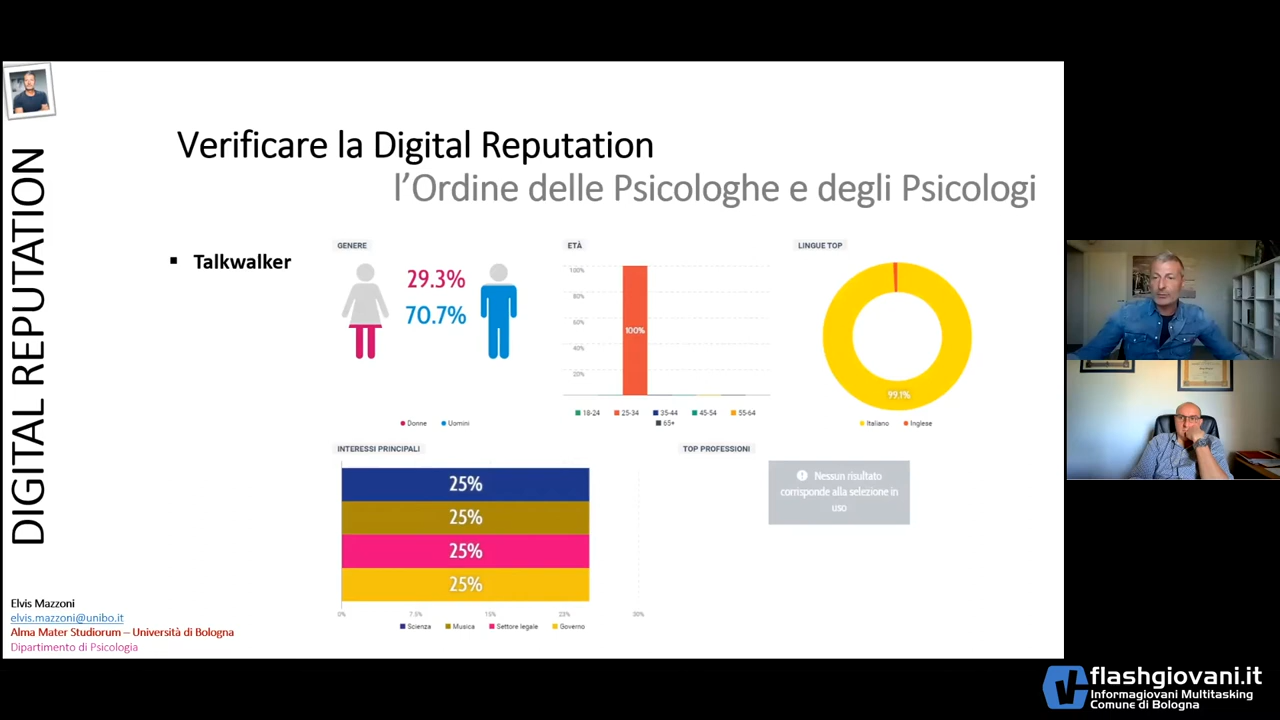 DIGITAL REPUTATION
Verificare la Digital Reputation
l'Ordine delle Psicologhe e degli Psicologi
▪ Talkwalker
GENERE
29.3%
70.7%
Donne Uomini
ETÀ
100%
80%
60%
40%
20%
100%
18-24 25-34 35-44 45-54 55-64
65+
LINGUE TOP
99.1%
Italiano Inglese
INTERESSI PRINCIPALI
25%
25%
25%
25%
0% 7.5% 15% 23% 30%
Scienza Musica Settore legale Governo
TOP PROFESSIONI
Nessun risultato
corrisponde alla selezione in
uso
Elvis Mazzoni
elvis.mazzoni@unibo.it
Alma Mater Studiorum – Università di Bologna
Dipartimento di Psicologia
flashgiovani.it
Informagiovani Multitasking
Comune di Bologna